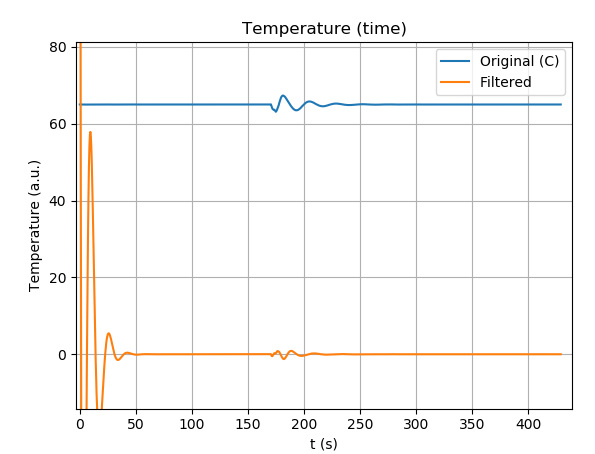 Temperature (time)
Original (C)
Filtered
Temperature (a.u.)
80
60
40
20
0
0
50
100
150
200
250
300
350
400
t (s)